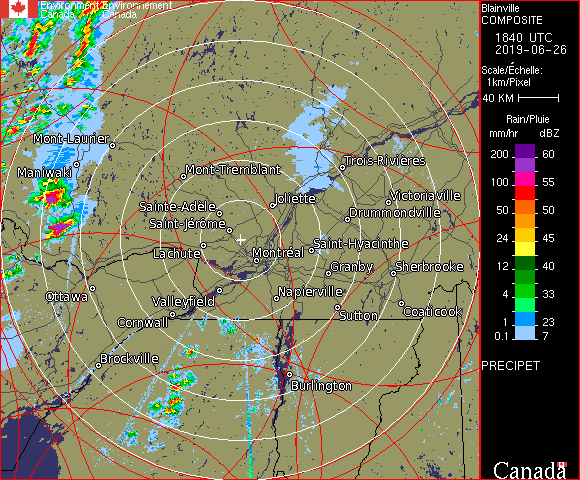 Environment Environnement
Canada Canada
Blainville
COMPOSITE
1840 UTC
2019-06-26
Scale/Échelle:
1km/Pixel
40 KM
Rain/Pluie
mm/hr dBZ
200 60
100 55
50 50
24 45
12 40
4 33
1 23
0.1 7
PRECIPET
Canada
Mont-Laurier
Maniwaki
Mont-Tremblant
Trois-Rivières
Sainte-Adèle
Joliette
Victoriaville
Drummondville
Saint-Jérôme
Lachute
Montréal
Saint-Hyacinthe
Granby
Sherbrooke
Ottawa
Valleyfield
Napierville
Cornwall
Sutton
Coaticook
Brockville
Burlington